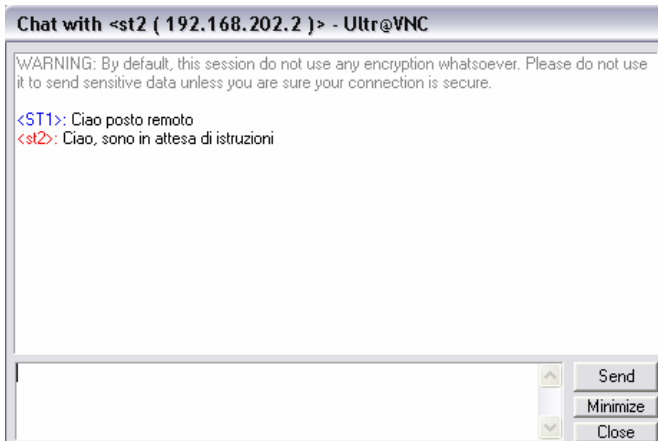 Chat with <st2 ( 192.168.202.2 )> - Ultr@VNC
WARNING: By default, this session do not use any encryption whatsoever. Please do not use
it to send sensitive data unless you are sure your connection is secure.
<ST1>: Ciao posto remoto
<st2>: Ciao, sono in attesa di istruzioni
Send
Minimize
Close